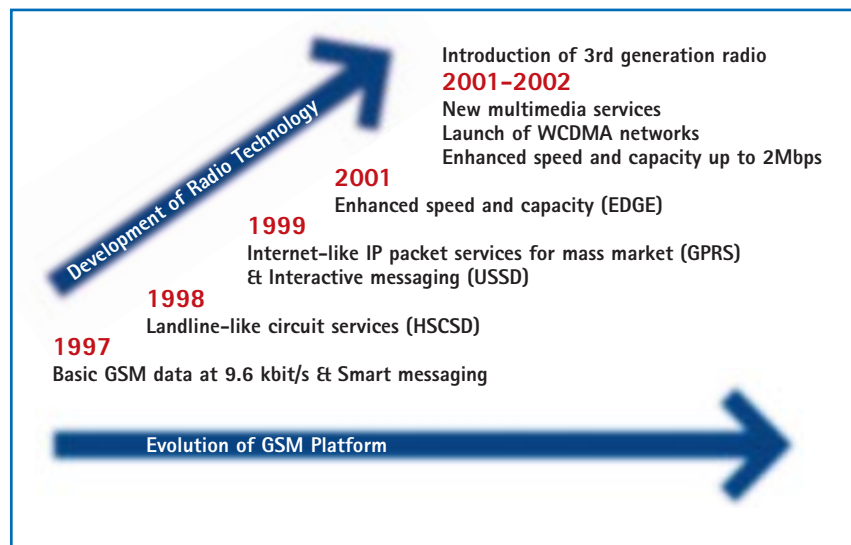 Introduction of 3rd generation radio
2001-2002
New multimedia services
Launch of WCDMA networks
Enhanced speed and capacity up to 2Mbps
Development of Radio Technology
2001
Enhanced speed and capacity (EDGE)
1999
Internet-like IP packet services for mass market (GPRS)
& Interactive messaging (USSD)
1998
Landline-like circuit services (HSCSD)
1997
Basic GSM data at 9.6 kbit/s & Smart messaging
Evolution of GSM Platform